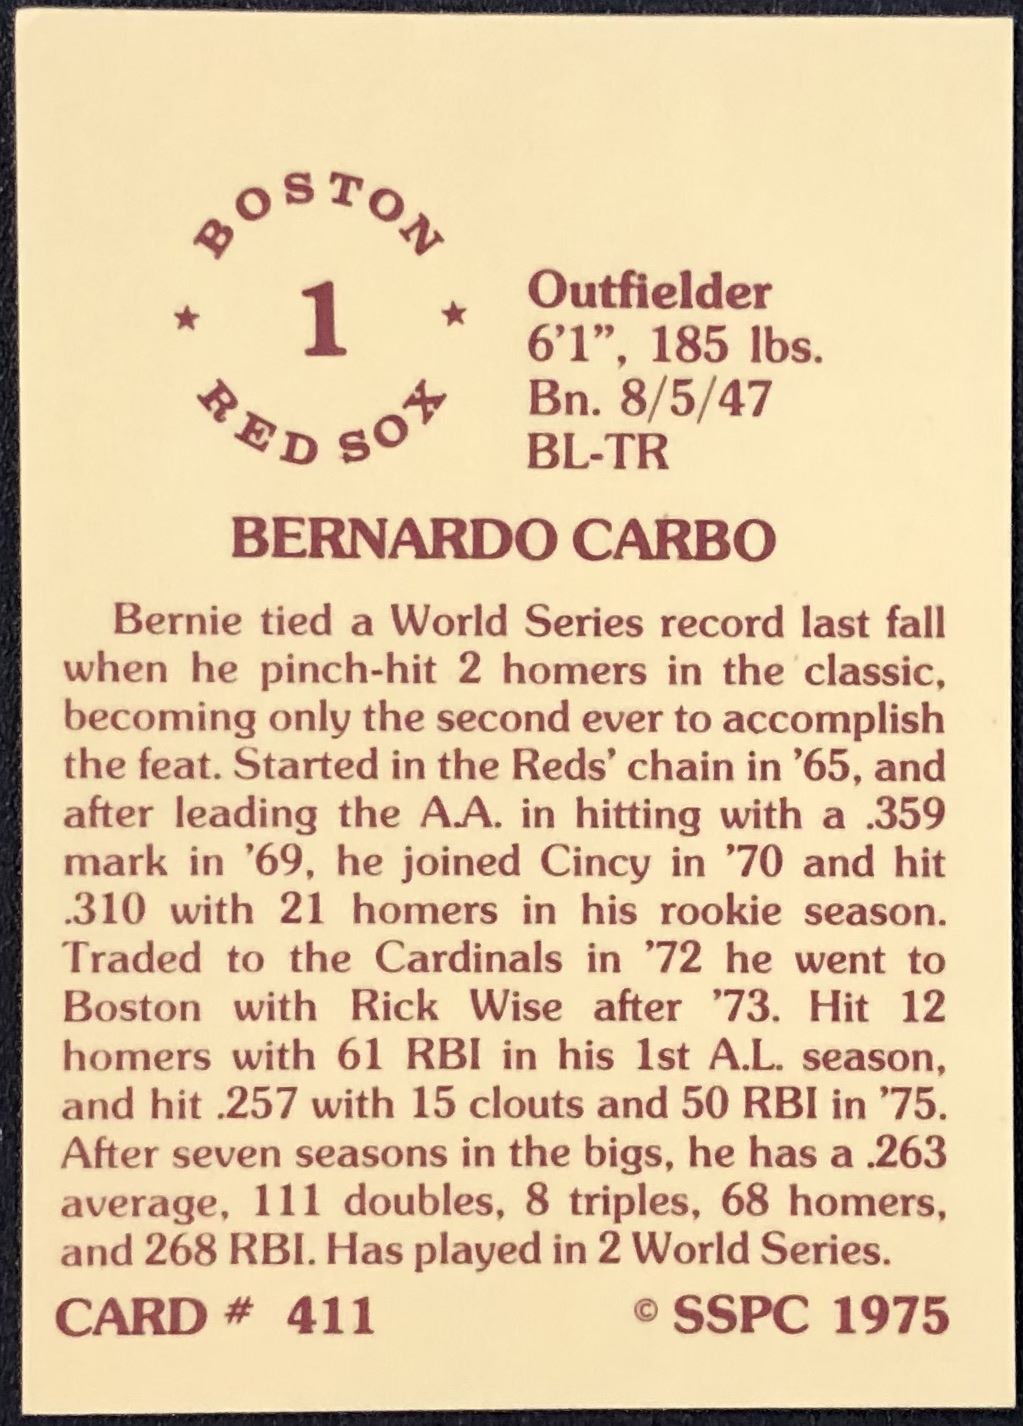 BOSTON
★ 1 ★
RED SOX
Outfielder
6'1”, 185 lbs.
Bn. 8/5/47
BL-TR
BERNARDO CARBO
Bernie tied a World Series record last fall
when he pinch-hit 2 homers in the classic,
becoming only the second ever to accomplish
the feat. Started in the Reds’ chain in ’65, and
after leading the A.A. in hitting with a .359
mark in ’69, he joined Cincy in ’70 and hit
.310 with 21 homers in his rookie season.
Traded to the Cardinals in ’72 he went to
Boston with Rick Wise after ’73. Hit 12
homers with 61 RBI in his 1st A.L. season,
and hit .257 with 15 clouts and 50 RBI in ’75.
After seven seasons in the bigs, he has a .263
average, 111 doubles, 8 triples, 68 homers,
and 268 RBI. Has played in 2 World Series.
CARD # 411
© SSPC 1975